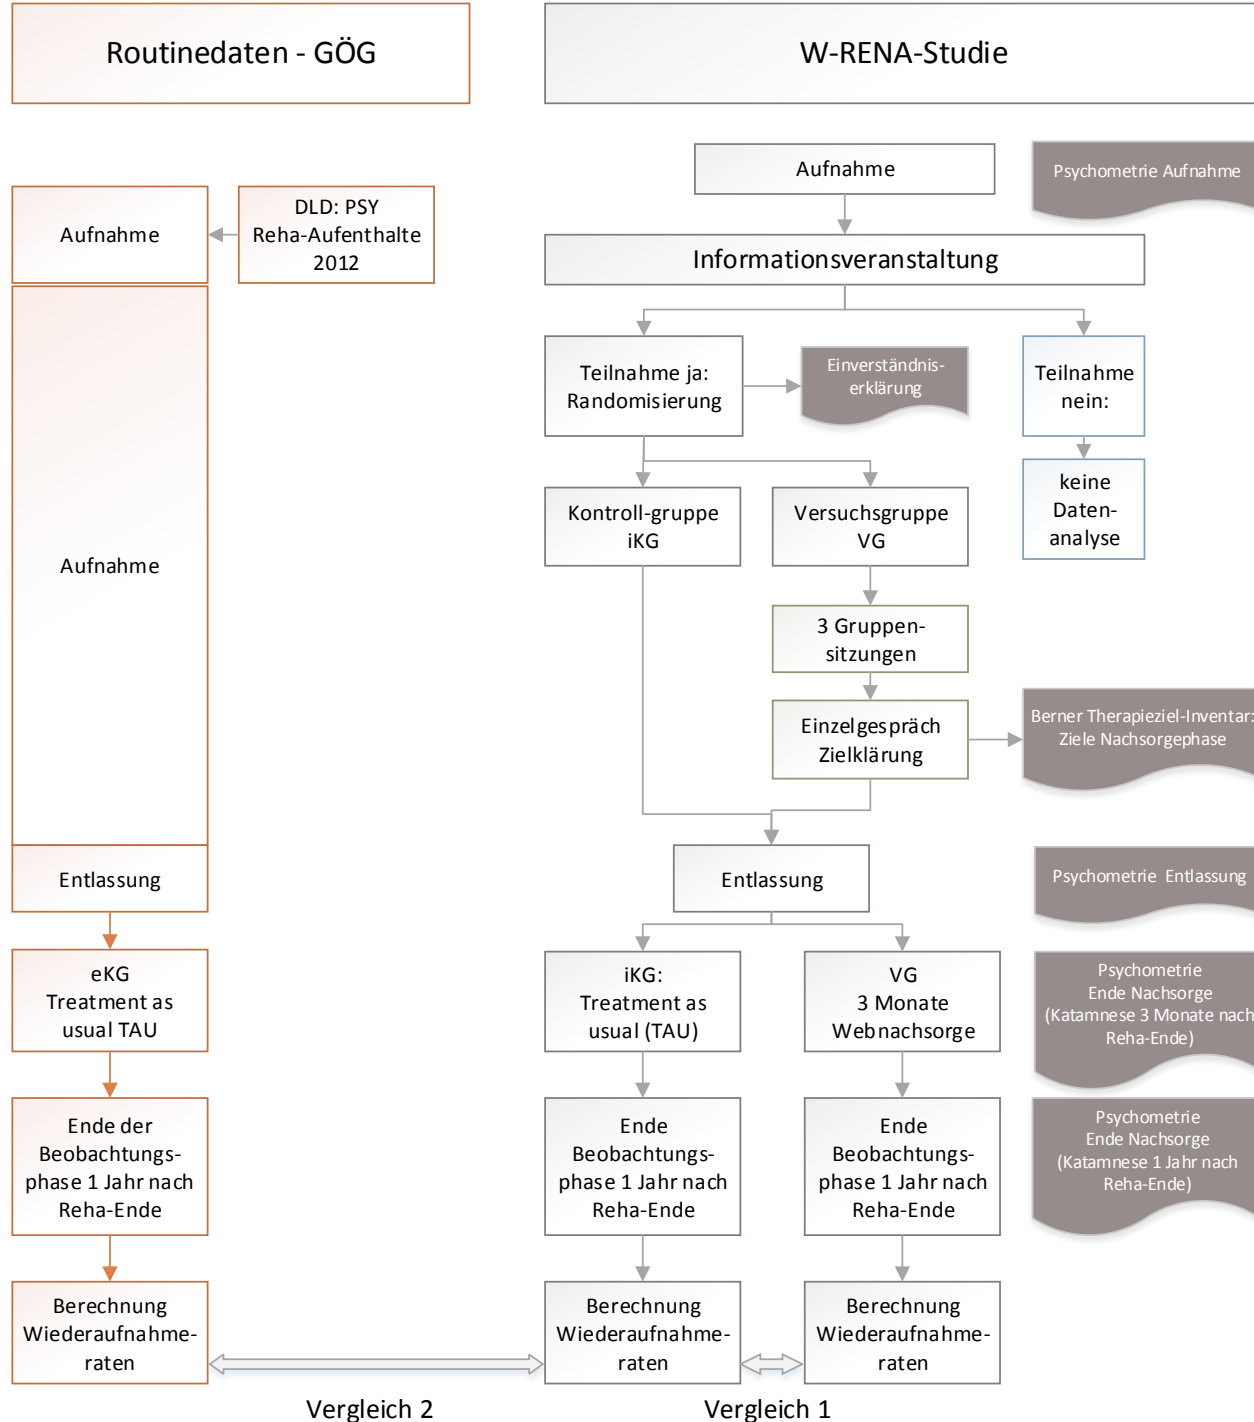 Routinedaten - GÖG
W-RENA-Studie
Aufnahme
DLD: PSY
Reha-Aufenthalte
2012
Aufnahme
Entlassung
eKG
Treatment as
usual TAU
Ende der
Beobachtungs-
phase 1 Jahr nach
Reha-Ende
Berechnung
Wiederaufnahme-
raten
Aufnahme
Psychometrie Aufnahme
Informationsveranstaltung
Teilnahme ja:
Randomisierung
Einverständnis-
erklärung
Teilnahme
nein:
Kontroll-gruppe
iKG
Versuchsgruppe
VG
keine
Daten-
analyse
3 Gruppen-
sitzungen
Einzelgespräch
Zielklärung
Berner Therapieziel-Inventar:
Ziele Nachsorgephase
Entlassung
Psychometrie Entlassung
iKG:
Treatment as
usual (TAU)
VG
3 Monate
Webnachsorge
Psychometrie
Ende Nachsorge
(Katamnese 3 Monate nach
Reha-Ende)
Ende
Beobachtungs-
phase 1 Jahr nach
Reha-Ende
Ende
Beobachtungs-
phase 1 Jahr nach
Reha-Ende
Psychometrie
Ende Nachsorge
(Katamnese 1 Jahr nach
Reha-Ende)
Berechnung
Wiederaufnahme-
raten
Berechnung
Wiederaufnahme-
raten
Vergleich 2
Vergleich 1